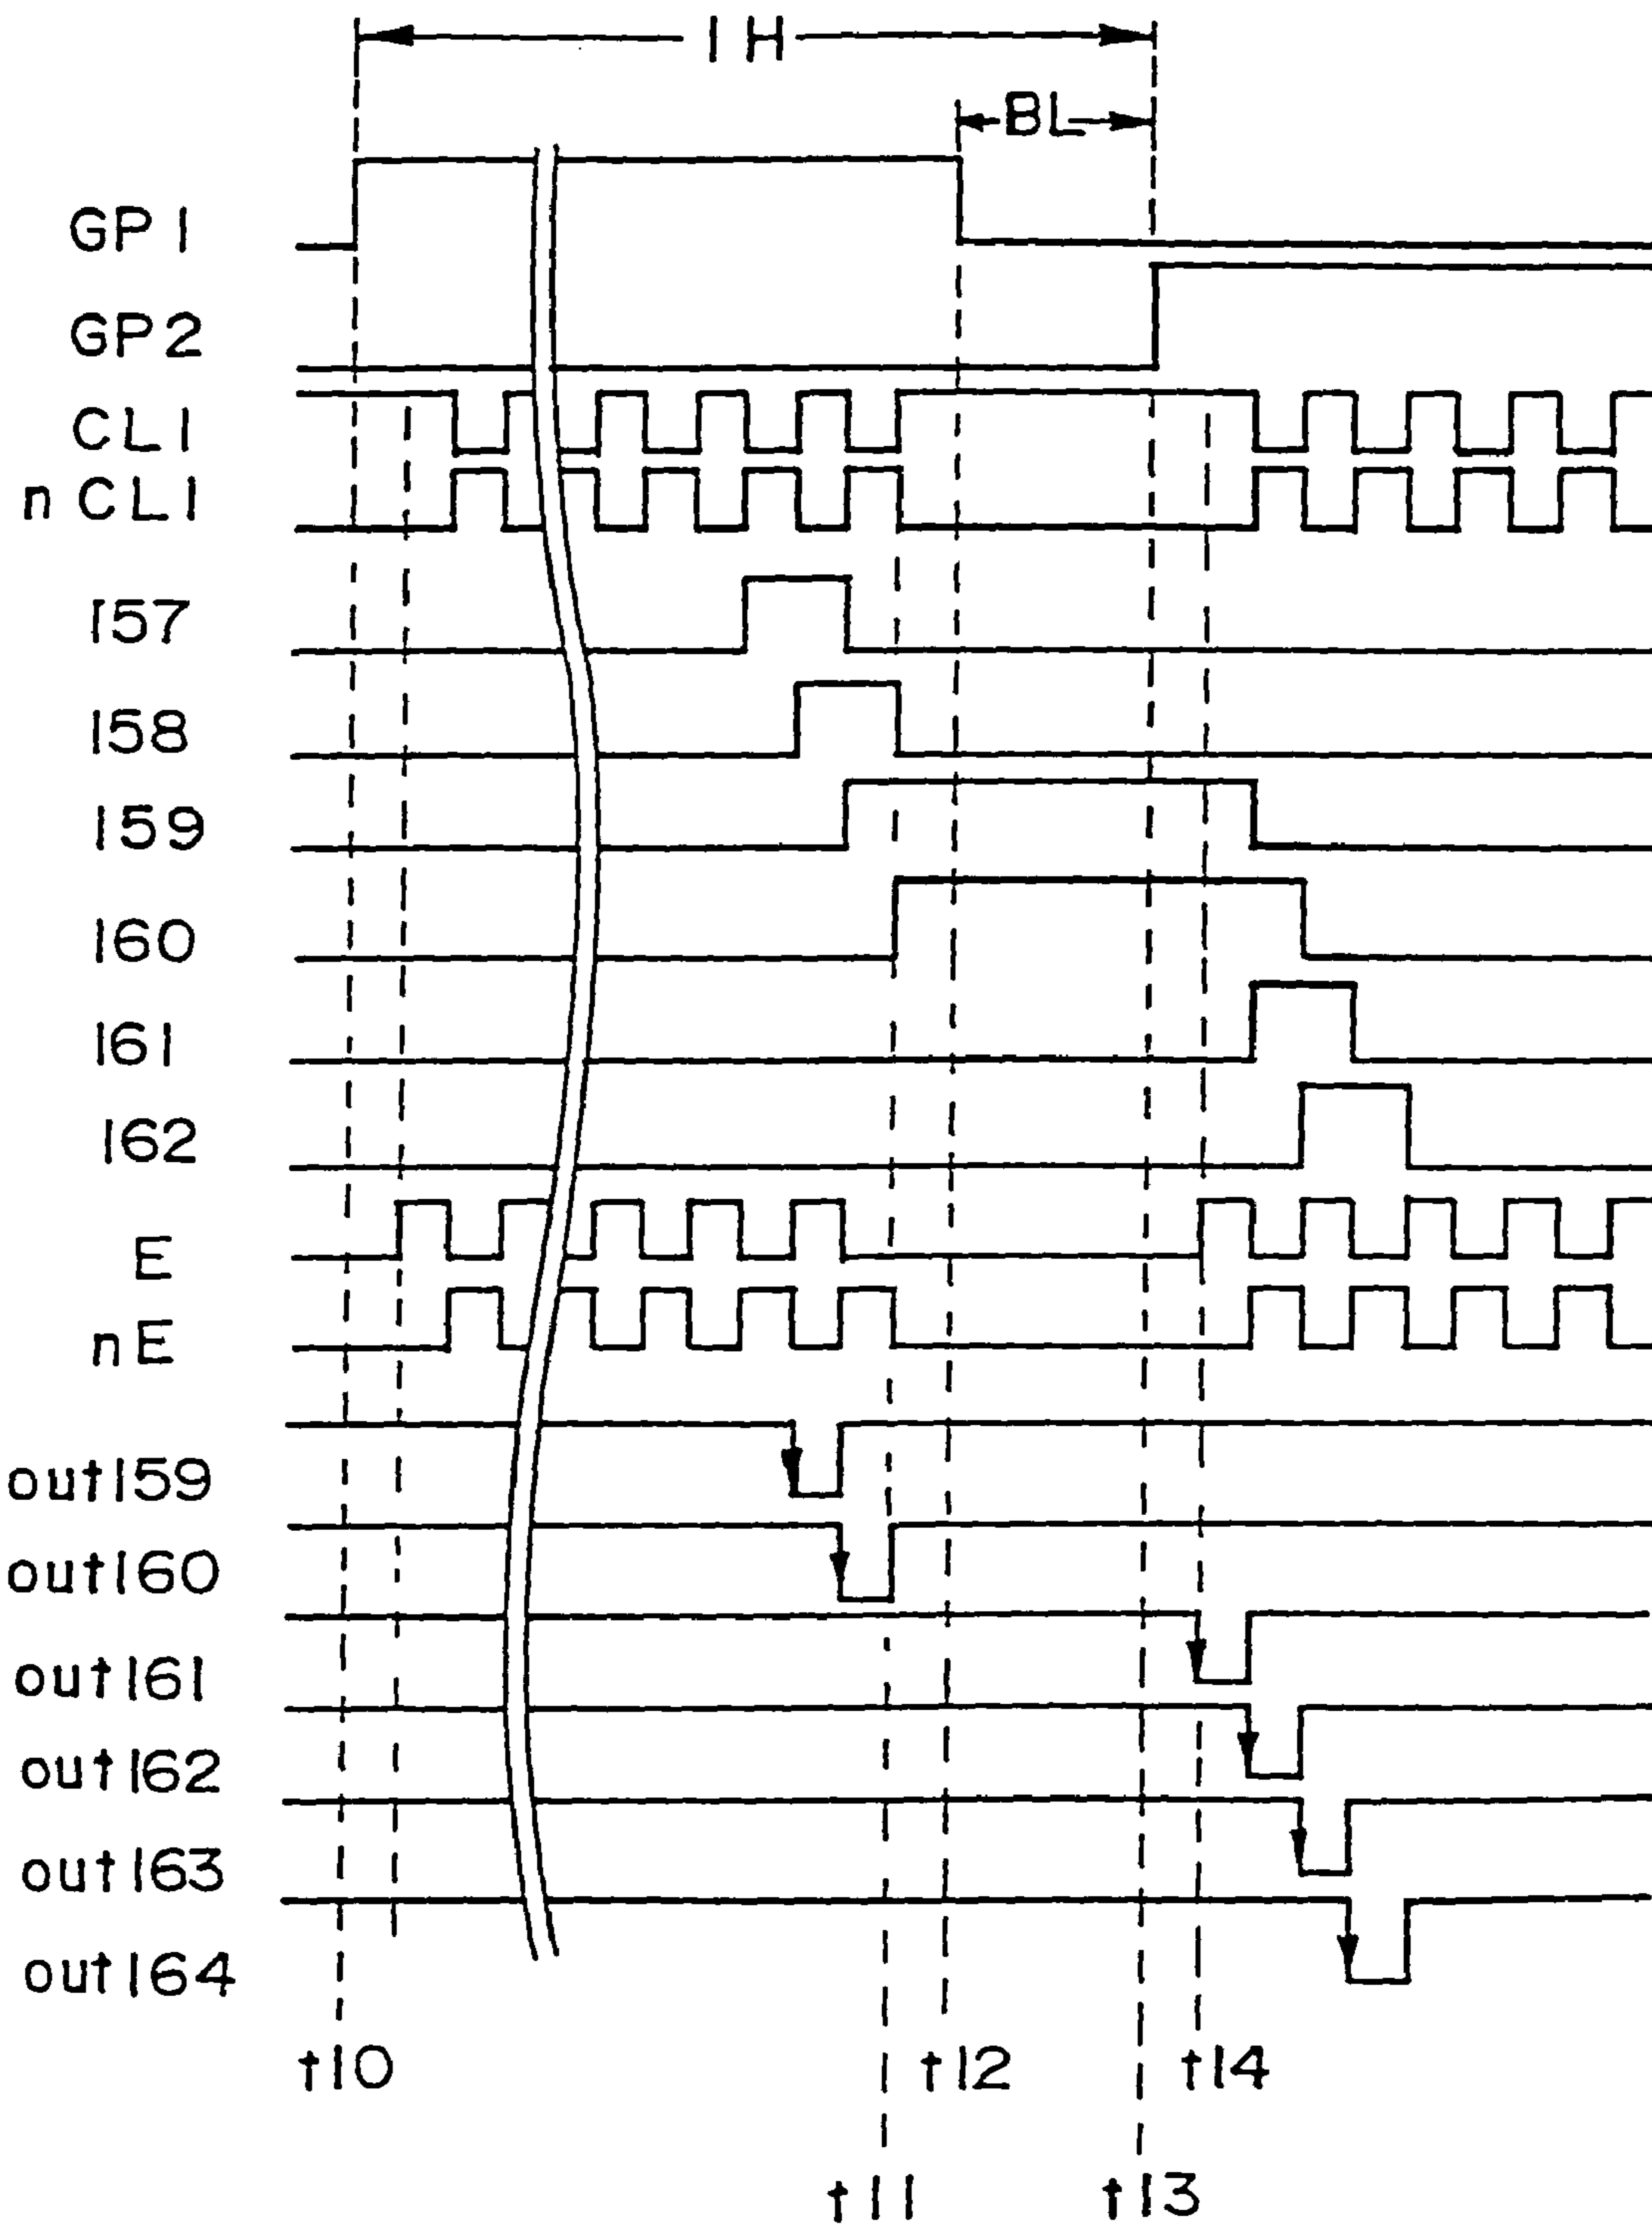 1H
BL
GP1
GP2
CL1
nCL1
157
158
159
160
161
162
E
nE
out159
out160
out161
out162
out163
out164
t10
t12
t14
t11
t13